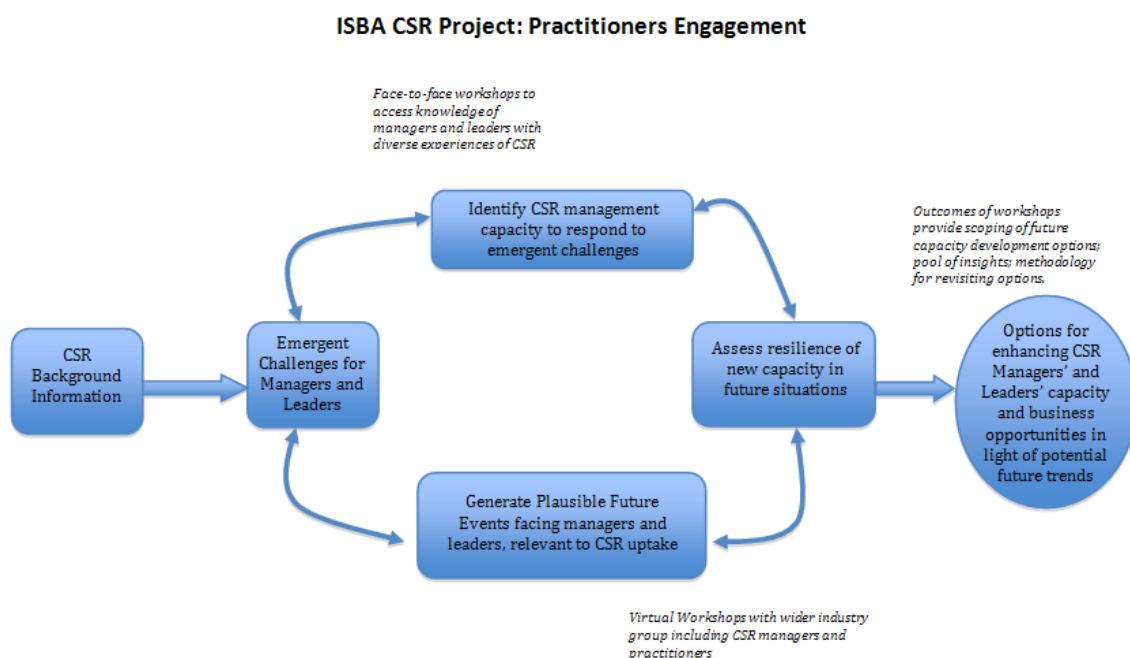 ISBA CSR Project: Practitioners Engagement
Face-to-face workshops to
access knowledge of
managers and leaders with
diverse experiences of CSR
Identify CSR management
capacity to respond to
emergent challenges
Outcomes of workshops
provide scoping of future
capacity development options;
pool of insights; methodology
for revisiting options.
CSR
Background
Information
Emergent
Challenges for
Managers and
Leaders
Assess resilience of
new capacity in
future situations
Options for
enhancing CSR
Managers’ and
Leaders’ capacity
and business
opportunities in
light of potential
future trends
Generate Plausible Future
Events facing managers and
leaders, relevant to CSR uptake
Virtual Workshops with wider industry
group including CSR managers and
practitioners